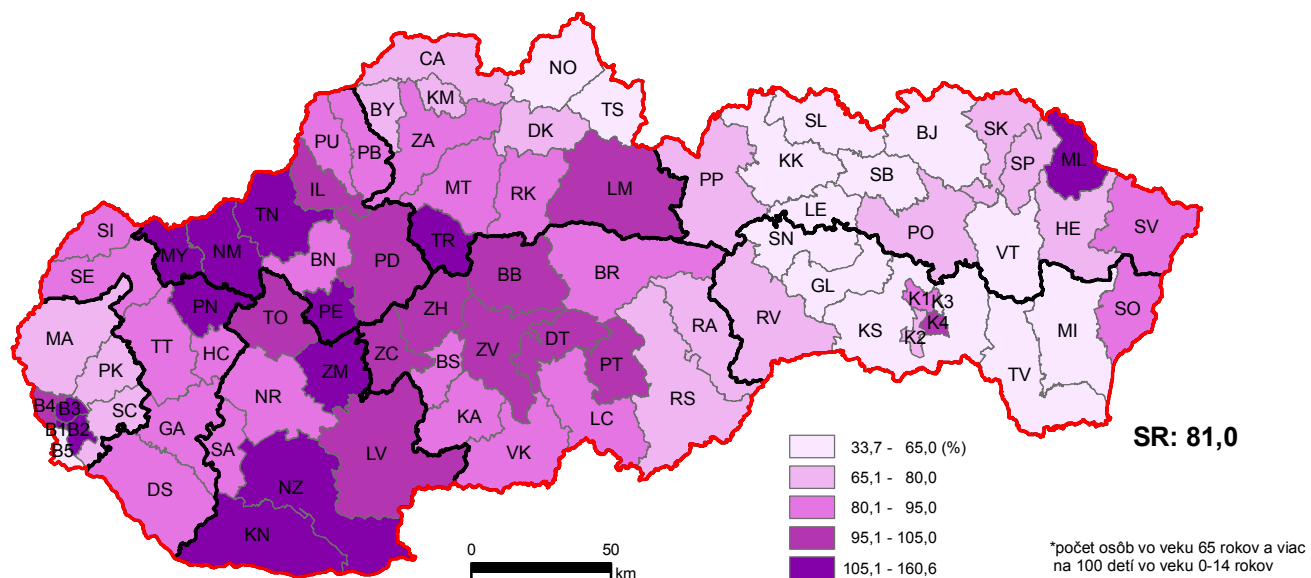 CA
NO
BY
KM
TS
PU
PB
ZA
DK
SL
BJ
SK
SP
ML
KK
SB
IL
MT
RK
LM
PP
LE
PO
HE
SV
TN
SI
MY
NM
BN
PD
TR
BB
BR
SN
VT
SE
GL
PN
TO
PE
ZH
RA
RV
K1
K3
SO
MA
TT
HC
ZC
BS
ZV
DT
PT
KS
K2
K4
MI
PK
ZM
TV
B4
B3
SC
NR
KA
LC
RS
B1
B2
GA
SA
B5
LV
VK
DS
NZ
KN
SR: 81,0
33,7 - 65,0 (%)
65,1 - 80,0
80,1 - 95,0
95,1 - 105,0
105,1 - 160,6
0 50
km
*počet osôb vo veku 65 rokov a viac
na 100 detí vo veku 0-14 rokov